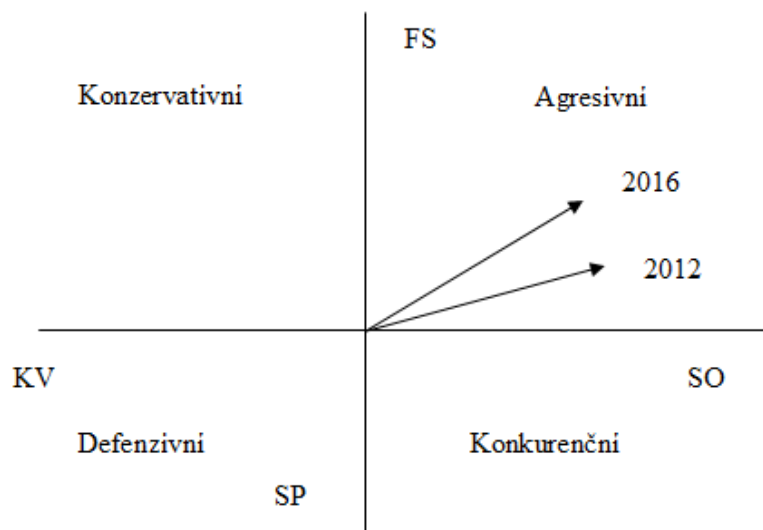 FS
Konzervativní
Agresivní
2016
2012
KV
SO
Defenzivní
Konkurenční
SP